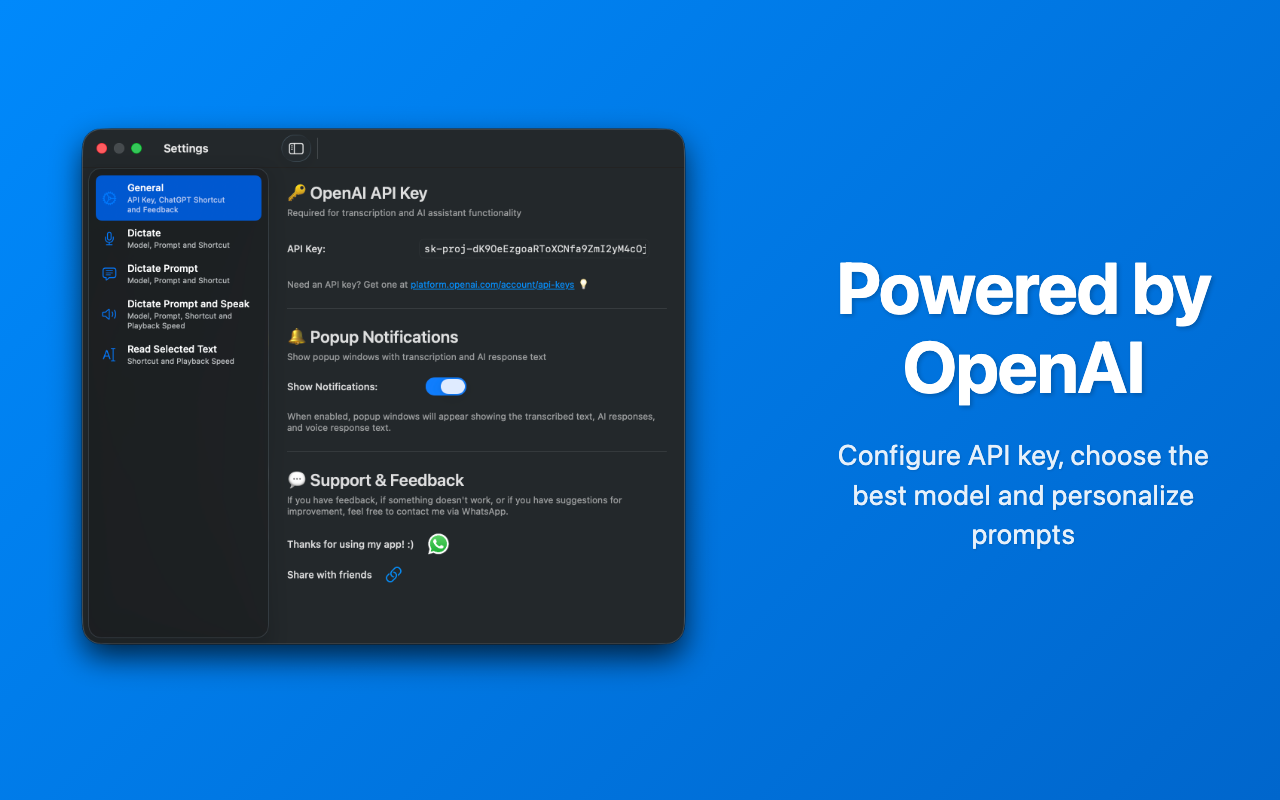 Settings
General
API Key, ChatGPT Shortcut
and Feedback
Dictate
Model, Prompt and Shortcut
Dictate Prompt
Model, Prompt and Shortcut
Dictate Prompt and Speak
Model, Prompt, Shortcut and
Playback Speed
Read Selected Text
Shortcut and Playback Speed
🔑 OpenAI API Key
Required for transcription and AI assistant functionality
API Key: sk-proj-dK9OeEzgoaRToXCNfa9ZmI2yM4cOj
Need an API key? Get one at platform.openai.com/account/api-keys 💡
🔔 Popup Notifications
Show popup windows with transcription and AI response text
Show Notifications:
When enabled, popup windows will appear showing the transcribed text, AI responses,
and voice response text.
💬 Support & Feedback
If you have feedback, if something doesn't work, or if you have suggestions for
improvement, feel free to contact me via WhatsApp.
Thanks for using my app! :)
Share with friends
Powered by
OpenAI
Configure API key, choose the
best model and personalize
prompts